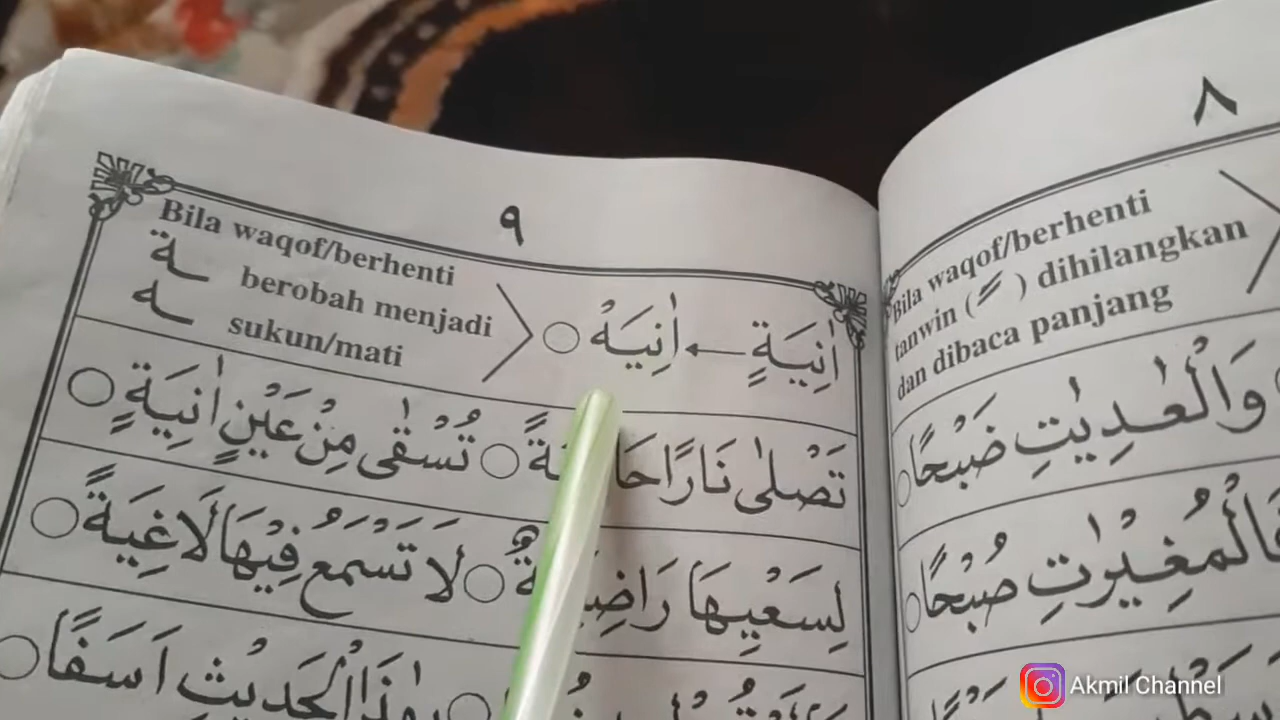 ٨
Bila waqof/berhenti
tanwin ( ـً ) dihilangkan
dan dibaca panjang
وَالْعٰدِيٰتِ ضَبْحًا
فَالْمُغِيْرٰتِ صُبْحًا
٩
Bila waqof/berhenti
ـة berobah menjadi
ـه sukun/mati
اٰنِيَةٍ ← اٰنِيَهْ ○
تَصْلٰى نَارًا ○ تُسْقٰى مِنْ عَيْنٍ اٰنِيَةٍ ○
لِسَعْيِهَا ○ لَا تَسْمَعُ فِيْهَا لَاغِيَةً ○
الْحَدِيْثِ اَسَفًا ○
Akmil Channel